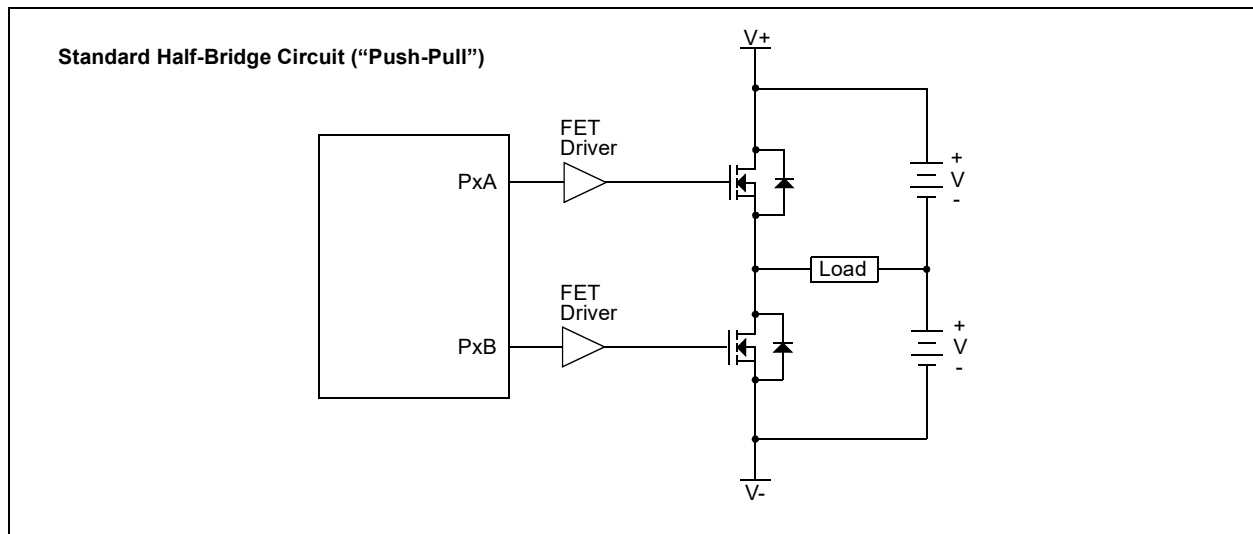 Standard Half-Bridge Circuit (“Push-Pull”)
V+
FET
Driver
PxA
+
V
-
Load
FET
Driver
PxB
+
V
-
V-